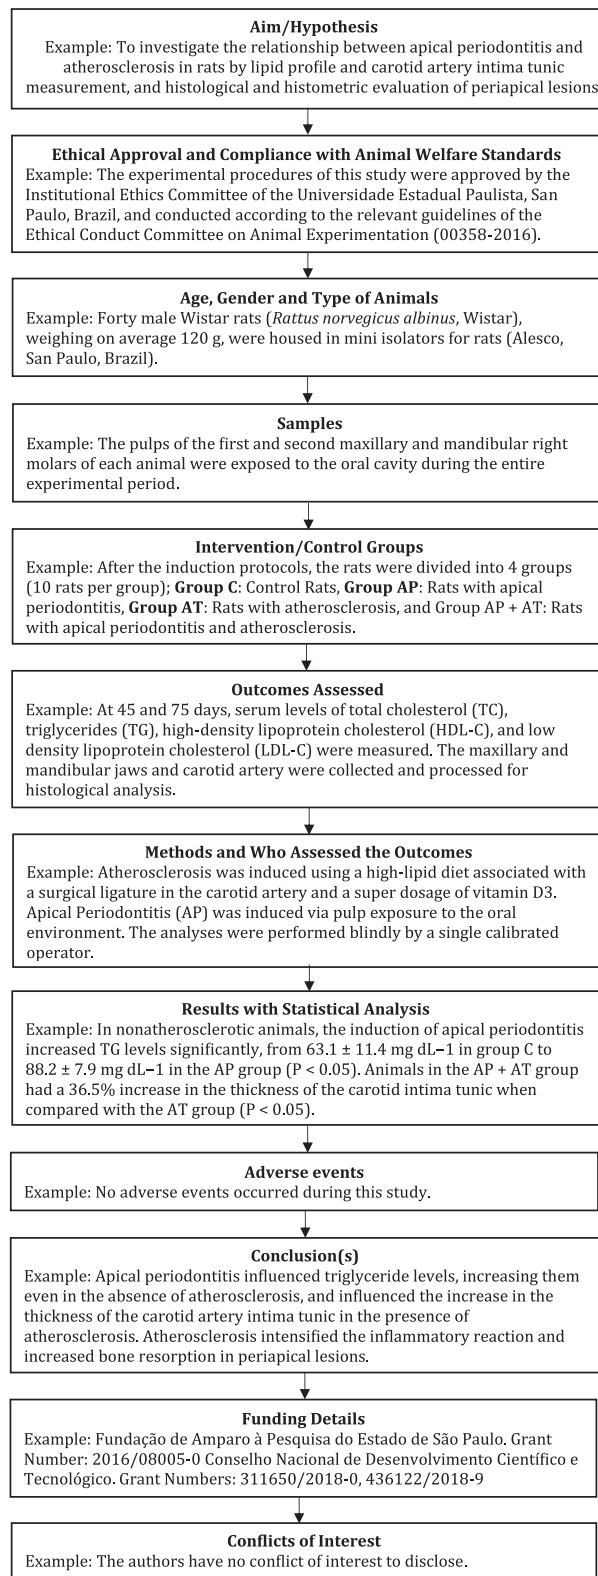 Aim/Hypothesis
Example: To investigate the relationship between apical periodontitis and
atherosclerosis in rats by lipid profile and carotid artery intima tunic
measurement, and histological and histometric evaluation of periapical lesions
Ethical Approval and Compliance with Animal Welfare Standards
Example: The experimental procedures of this study were approved by the
Institutional Ethics Committee of the Universidade Estadual Paulista, San
Paulo, Brazil, and conducted according to the relevant guidelines of the
Ethical Conduct Committee on Animal Experimentation (00358-2016).
Age, Gender and Type of Animals
Example: Forty male Wistar rats (Rattus norvegicus albinus, Wistar),
weighing on average 120 g, were housed in mini isolators for rats (Alesco,
San Paulo, Brazil).
Samples
Example: The pulps of the first and second maxillary and mandibular right
molars of each animal were exposed to the oral cavity during the entire
experimental period.
Intervention/Control Groups
Example: After the induction protocols, the rats were divided into 4 groups
(10 rats per group); Group C: Control Rats, Group AP: Rats with apical
periodontitis, Group AT: Rats with atherosclerosis, and Group AP + AT: Rats
with apical periodontitis and atherosclerosis.
Outcomes Assessed
Example: At 45 and 75 days, serum levels of total cholesterol (TC),
triglycerides (TG), high-density lipoprotein cholesterol (HDL-C), and low
density lipoprotein cholesterol (LDL-C) were measured. The maxillary and
mandibular jaws and carotid artery were collected and processed for
histological analysis.
Methods and Who Assessed the Outcomes
Example: Atherosclerosis was induced using a high-lipid diet associated with
a surgical ligature in the carotid artery and a super dosage of vitamin D3.
Apical Periodontitis (AP) was induced via pulp exposure to the oral
environment. The analyses were performed blindly by a single calibrated
operator.
Results with Statistical Analysis
Example: In nonatherosclerotic animals, the induction of apical periodontitis
increased TG levels significantly, from 63.1 ± 11.4 mg dL−1 in group C to
88.2 ± 7.9 mg dL−1 in the AP group (P < 0.05). Animals in the AP + AT group
had a 36.5% increase in the thickness of the carotid intima tunic when
compared with the AT group (P < 0.05).
Adverse events
Example: No adverse events occurred during this study.
Conclusion(s)
Example: Apical periodontitis influenced triglyceride levels, increasing them
even in the absence of atherosclerosis, and influenced the increase in the
thickness of the carotid artery intima tunic in the presence of
atherosclerosis. Atherosclerosis intensified the inflammatory reaction and
increased bone resorption in periapical lesions.
Funding Details
Example: Fundação de Amparo à Pesquisa do Estado de São Paulo. Grant
Number: 2016/08005-0 Conselho Nacional de Desenvolvimento Científico e
Tecnológico. Grant Numbers: 311650/2018-0, 436122/2018-9
Conflicts of Interest
Example: The authors have no conflict of interest to disclose.